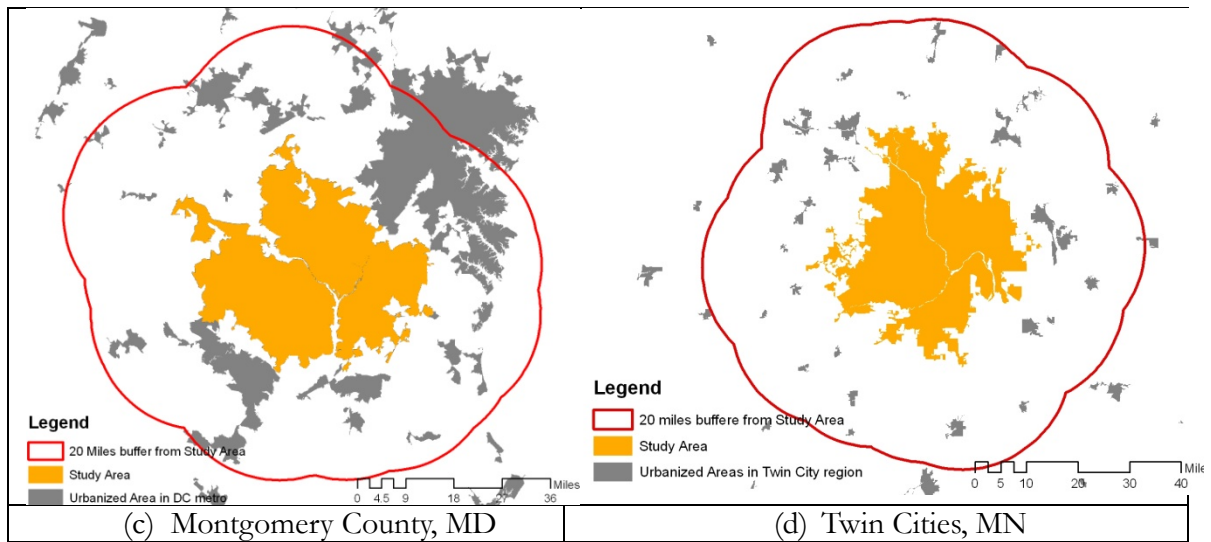 Legend
20 Miles buffer from Study Area
Study Area
Urbanized Area in DC metro
Miles
0 4.5 9 18 27 36
(c) Montgomery County, MD
Legend
20 miles buffere from Study Area
Study Area
Urbanized Areas in Twin City region
Mile
0 5 10 20 30 40
(d) Twin Cities, MN